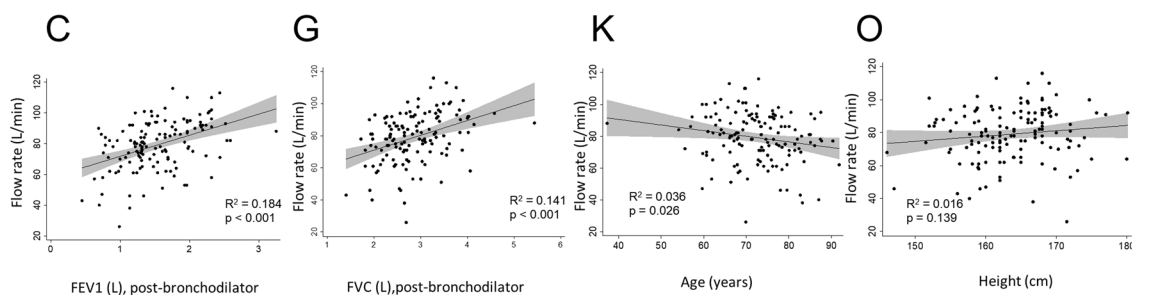 C
G
K
O
Flow rate (L/min)
20 40 60 80 100 120
R² = 0.184
p < 0.001
0 1 2 3
FEV1 (L), post-bronchodilator
Flow rate (L/min)
20 40 60 80 100 120
R² = 0.141
p < 0.001
1 2 3 4 5 6
FVC (L),post-bronchodilator
Flow rate (L/min)
20 40 60 80 100 120
R² = 0.036
p = 0.026
40 50 60 70 80 90
Age (years)
Flow rate (L/min)
20 40 60 80 100 120
R² = 0.016
p = 0.139
150 160 170 180
Height (cm)